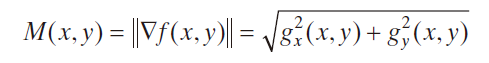 M(x, y) = ‖∇f(x, y)‖ = √(g_x²(x, y) + g_y²(x, y))